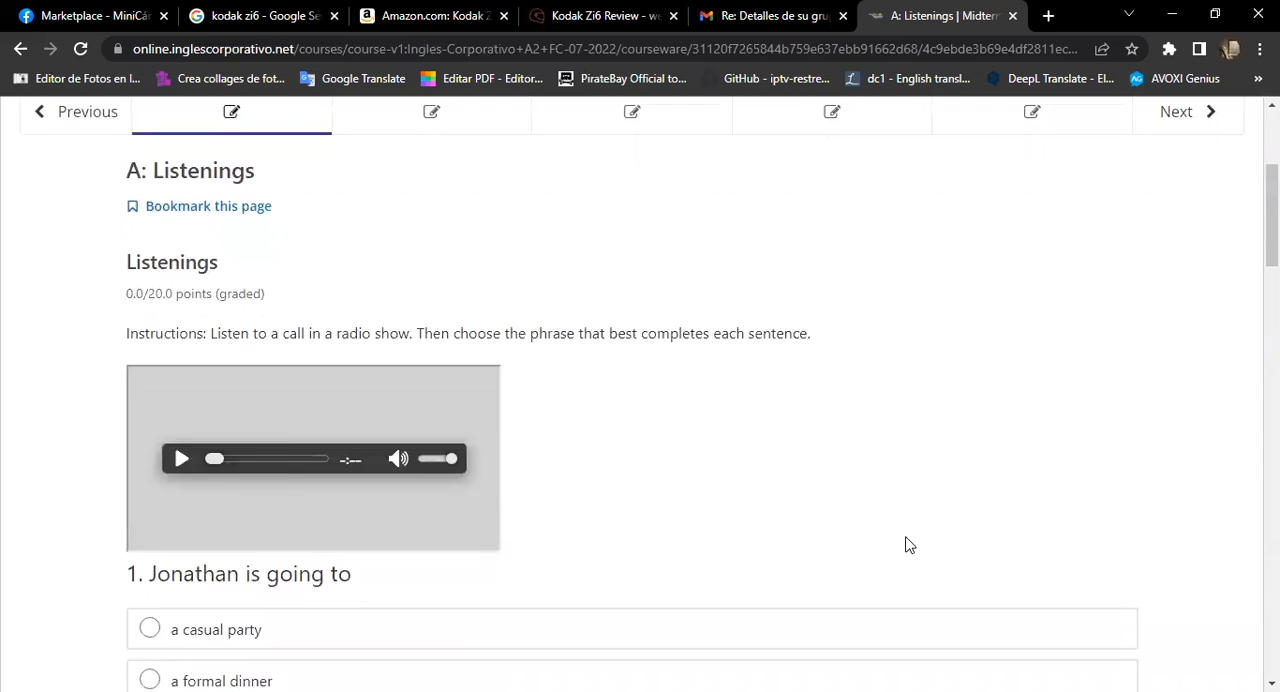 Marketplace - MiniCár
kodak zi6 - Google Se
Amazon.com: Kodak Z
Kodak Zi6 Review - we
Re: Detalles de su gru
A: Listenings | Midterm
online.inglescorporativo.net/courses/course-v1:Ingles-Corporativo+A2+FC-07-2022/courseware/31120f7265844b759e637ebb91662d68/4c9ebde3b69e4df2811ec...
Editor de Fotos en l...
Crea collages de fot...
Google Translate
Editar PDF - Editor...
PirateBay Official to...
GitHub - iptv-restre...
dc1 - English transl...
DeepL Translate - El...
AVOXI Genius
»
Previous
Next
A: Listenings
Bookmark this page
Listenings
0.0/20.0 points (graded)
Instructions: Listen to a call in a radio show. Then choose the phrase that best completes each sentence.
-:--
1. Jonathan is going to
a casual party
a formal dinner